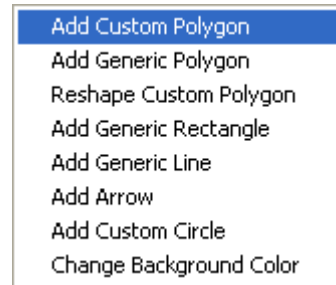 Add Custom Polygon
Add Generic Polygon
Reshape Custom Polygon
Add Generic Rectangle
Add Generic Line
Add Arrow
Add Custom Circle
Change Background Color